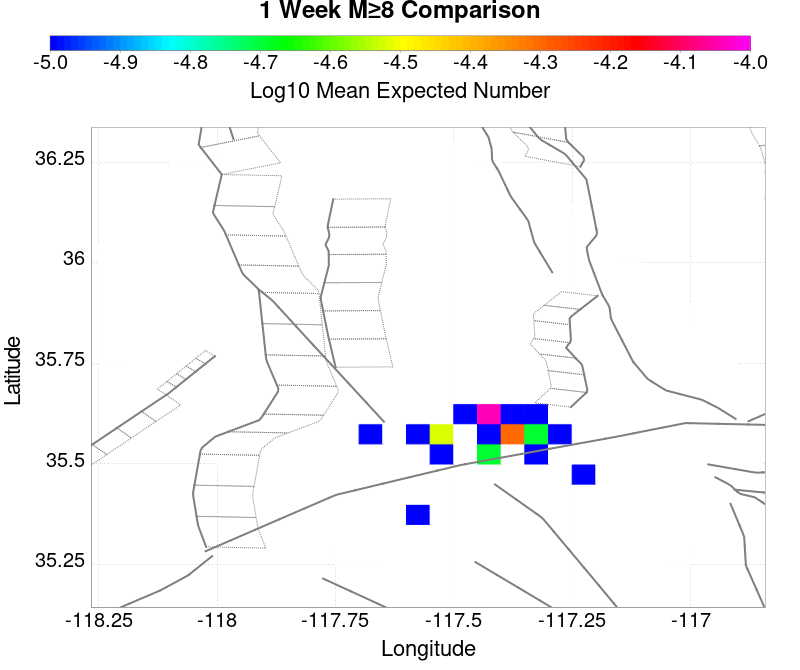 1 Week M≥8 Comparison
-5.0 -4.9 -4.8 -4.7 -4.6 -4.5 -4.4 -4.3 -4.2 -4.1 -4.0
Log10 Mean Expected Number
36.25
36
35.75
35.5
35.25
Latitude
-118.25 -118 -117.75 -117.5 -117.25 -117
Longitude